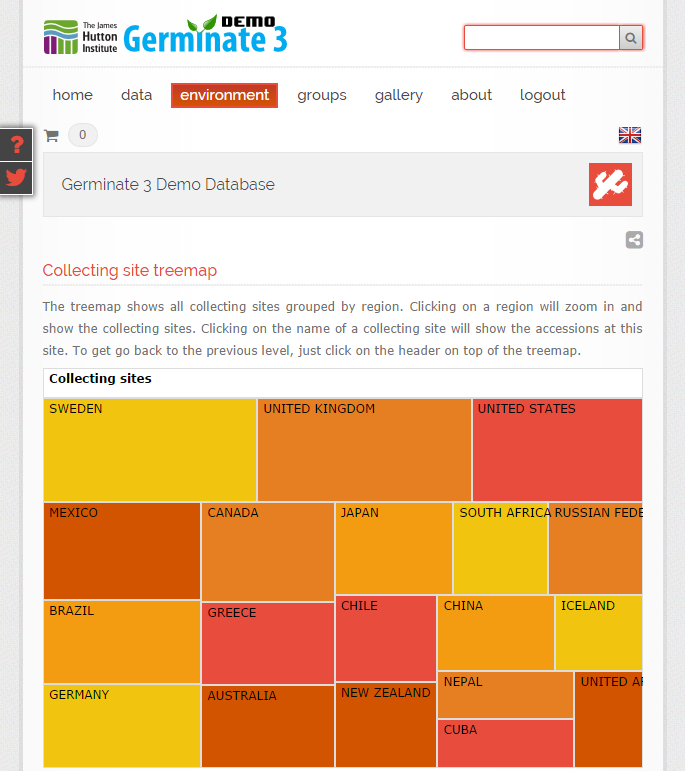 The James
Hutton
Institute
DEMO
Germinate 3
home data environment groups gallery about logout
0
?
Germinate 3 Demo Database
Collecting site treemap
The treemap shows all collecting sites grouped by region. Clicking on a region will zoom in and
show the collecting sites. Clicking on the name of a collecting site will show the accessions at this
site. To get go back to the previous level, just click on the header on top of the treemap.
Collecting sites
SWEDEN UNITED KINGDOM UNITED STATES
MEXICO CANADA JAPAN SOUTH AFRICA RUSSIAN FEDE
BRAZIL GREECE CHILE CHINA ICELAND
GERMANY AUSTRALIA NEW ZEALAND NEPAL UNITED AR
CUBA